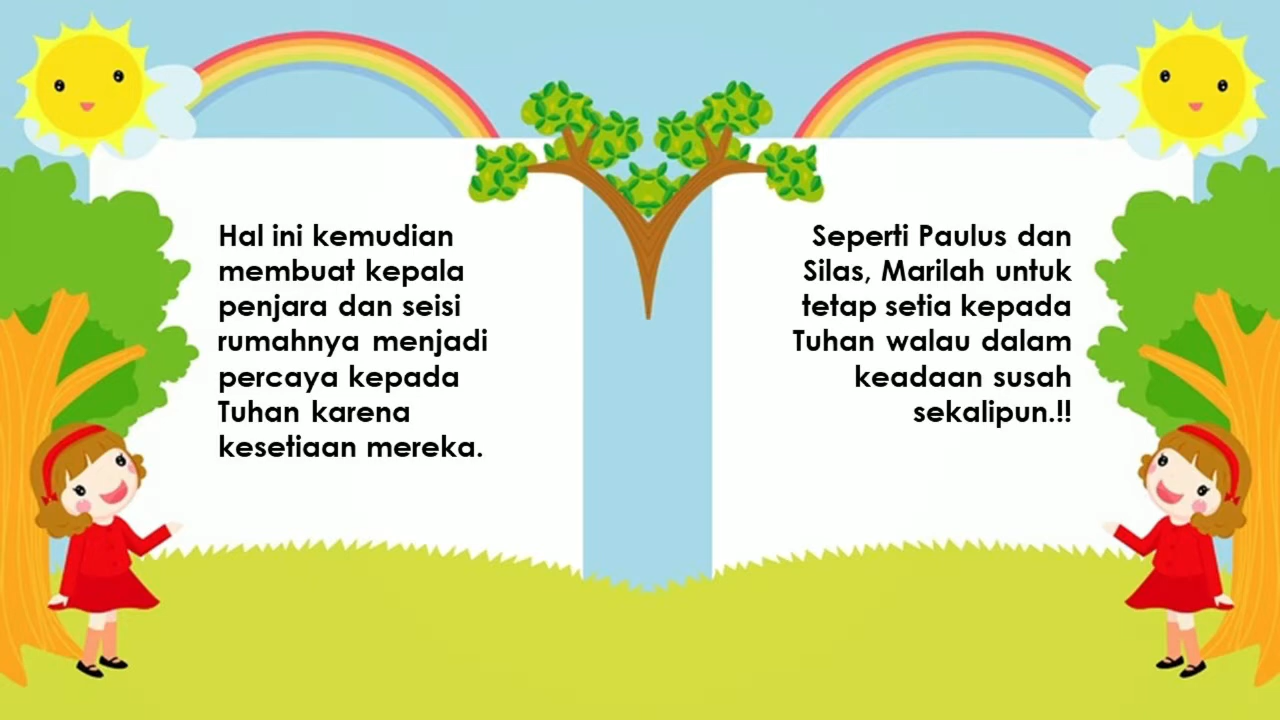 Hal ini kemudian
membuat kepala
penjara dan seisi
rumahnya menjadi
percaya kepada
Tuhan karena
kesetiaan mereka.
Seperti Paulus dan
Silas, Marilah untuk
tetap setia kepada
Tuhan walau dalam
keadaan susah
sekalipun.!!